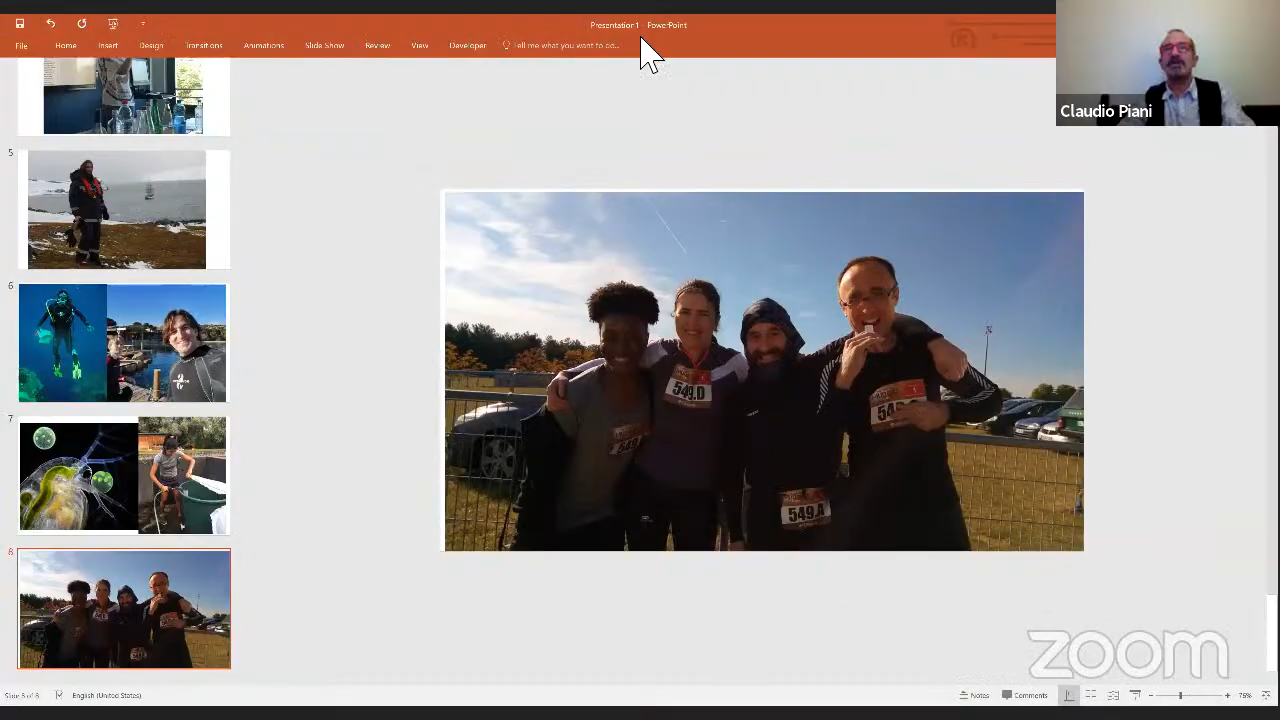 Presentation1 - PowerPoint
File Home Insert Design Transitions Animations Slide Show Review View Developer Tell me what you want to do...
Claudio Piani
5
6
7
8
549.D
549.A
zoom
Slide 8 of 8 English (United States) Notes Comments 75%